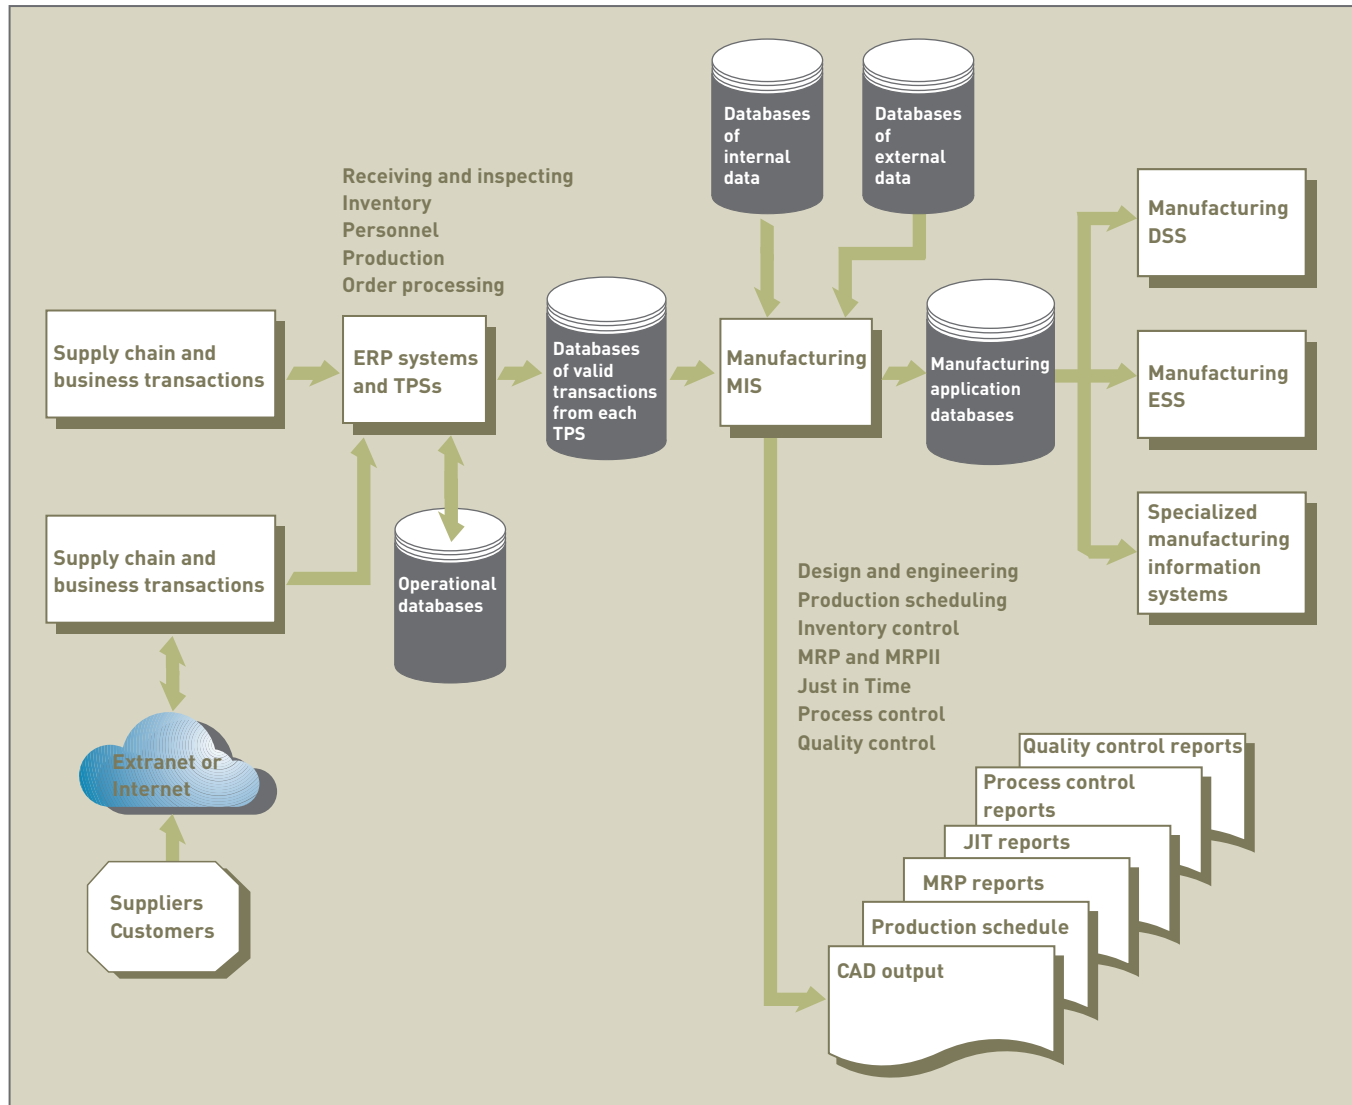 Databases
of
internal
data
Databases
of
external
data
Receiving and inspecting
Inventory
Personnel
Production
Order processing
Manufacturing
DSS
Supply chain and
business transactions
ERP systems
and TPSs
Databases
of valid
transactions
from each
TPS
Manufacturing
MIS
Manufacturing
application
databases
Manufacturing
ESS
Supply chain and
business transactions
Operational
databases
Specialized
manufacturing
information
systems
Design and engineering
Production scheduling
Inventory control
MRP and MRPII
Just in Time
Process control
Quality control
Extranet or
Internet
Suppliers
Customers
Quality control reports
Process control
reports
JIT reports
MRP reports
Production schedule
CAD output